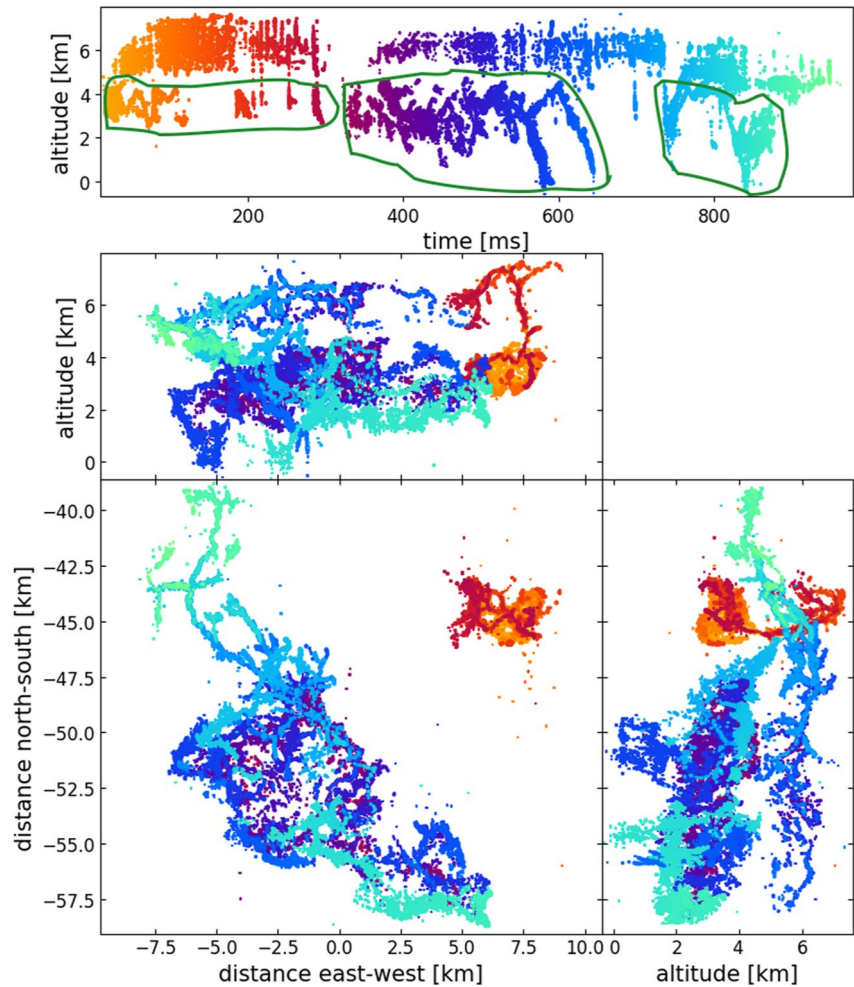 altitude [km]
6
4
2
0
200
400
600
800
time [ms]
altitude [km]
6
4
2
0
distance north-south [km]
−40.0
−42.5
−45.0
−47.5
−50.0
−52.5
−55.0
−57.5
−7.5 −5.0 −2.5 0.0 2.5 5.0 7.5 10.0
distance east-west [km]
0 2 4 6
altitude [km]